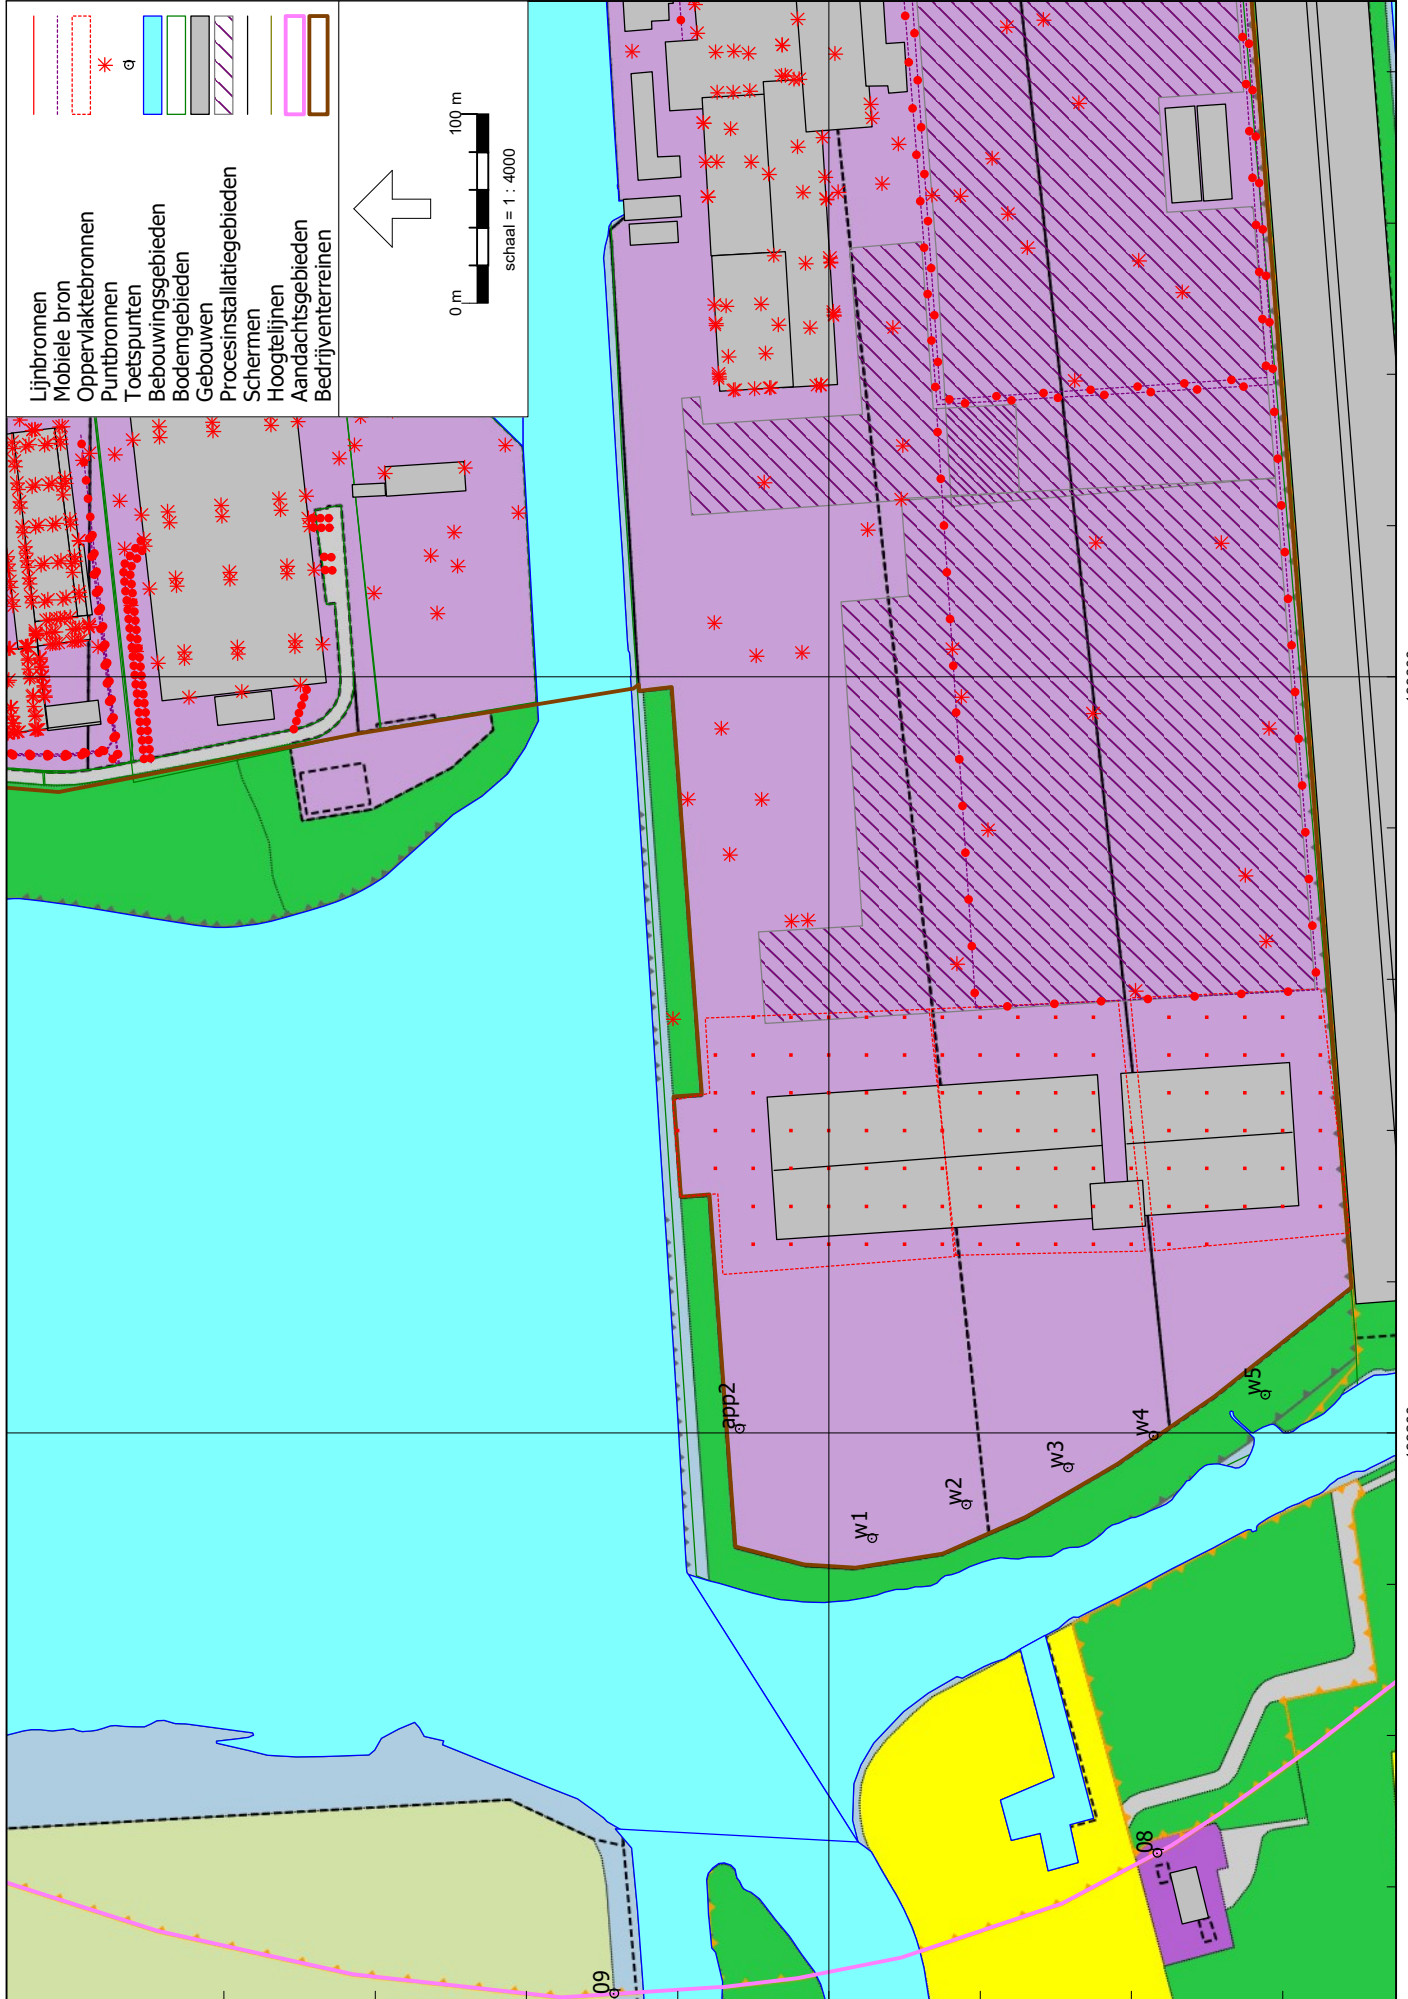 Lijnbronnen
Mobiele bron
Oppervlaktebronnen
Puntbronnen
Toetspunten
Bebouwingsgebieden
Bodemgebieden
Gebouwen
Procesinstallatiegebieden
Schermen
Hoogtelijnen
Aandachtsgebieden
Bedrijventerreinen
0 m
100 m
schaal = 1 : 4000
app2
w1
w2
w3
w4
w5
08
09